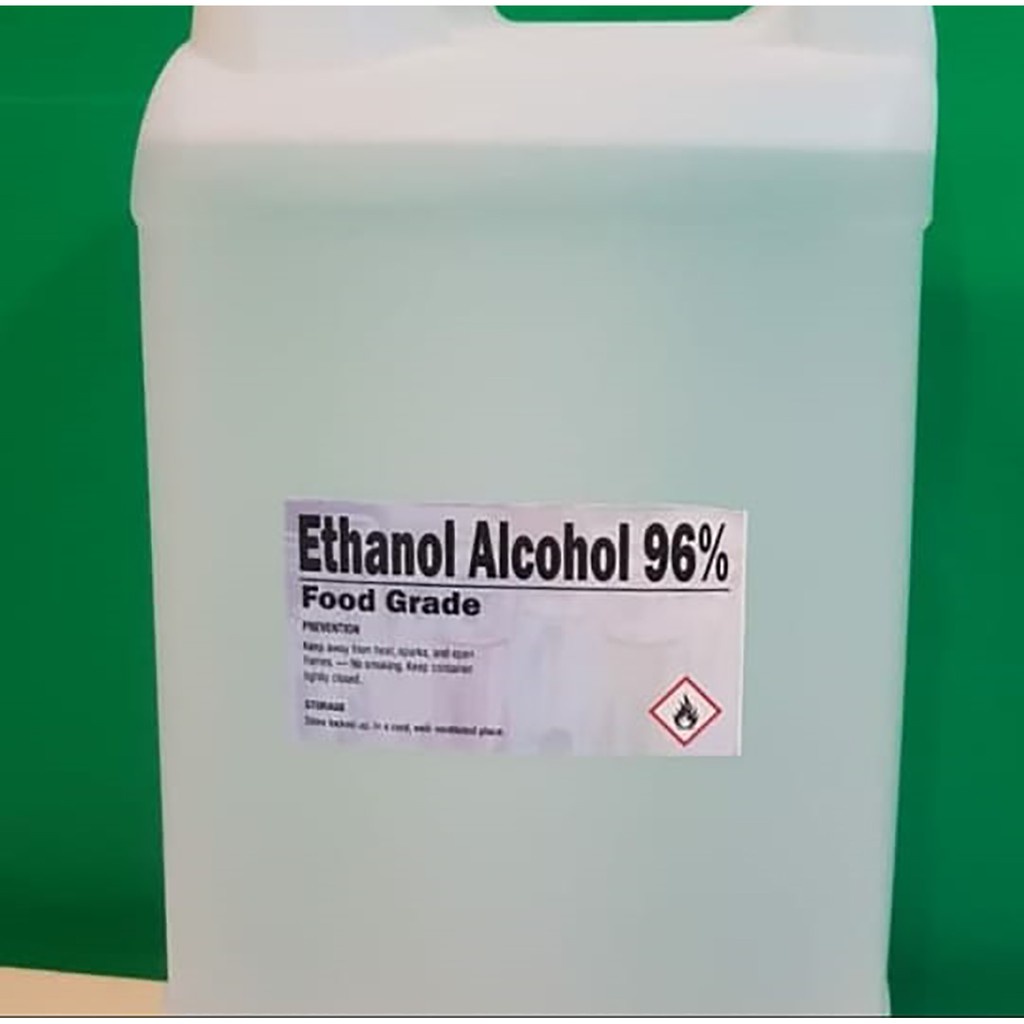 Ethanol Alcohol 96%
Food Grade
PREVENTION
Keep away from heat, sparks, and open
flames. — No smoking. Keep container
tightly closed.
STORAGE
Store locked up, in a cool, well-ventilated place.